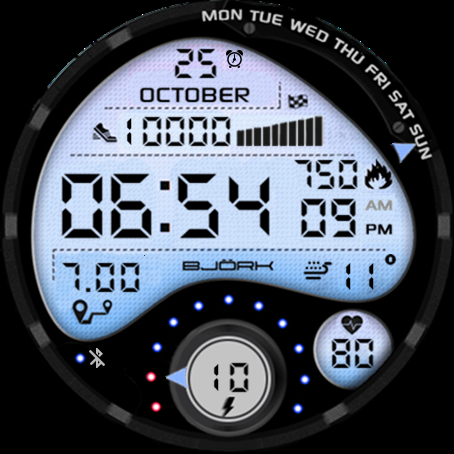 MON TUE WED THU FRI SAT SUN
25
OCTOBER
10000
750
06:54 09
AM
PM
7.00 BJÖRK 11°
80
10